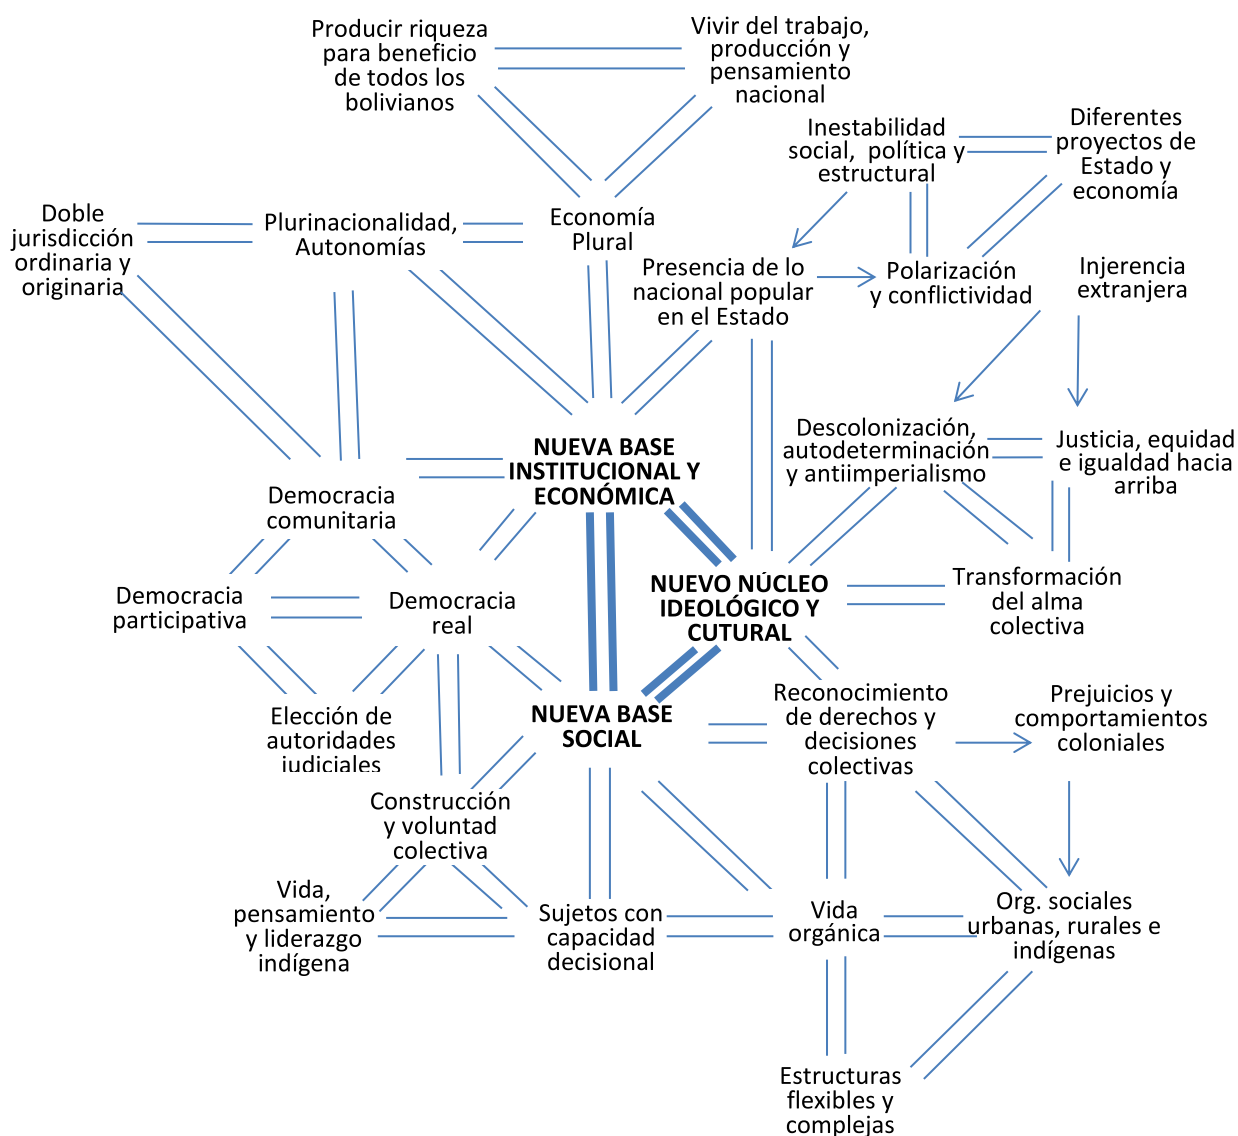 Producir riqueza
para beneficio
de todos los
bolivianos
Vivir del trabajo,
producción y
pensamiento
nacional
Inestabilidad
social, política y
estructural
Diferentes
proyectos de
Estado y
economía
Doble
jurisdicción
ordinaria y
originaria
Plurinacionalidad,
Autonomías
Economía
Plural
Presencia de lo
nacional popular
en el Estado
Polarización
y conflictividad
Injerencia
extranjera
Descolonización,
autodeterminación
y antiimperialismo
Justicia, equidad
e igualdad hacia
arriba
NUEVA BASE
INSTITUCIONAL Y
ECONÓMICA
Democracia
comunitaria
Democracia
participativa
Democracia
real
NUEVO NÚCLEO
IDEOLÓGICO Y
CUTURAL
Transformación
del alma
colectiva
Elección de
autoridades
judiciales
NUEVA BASE
SOCIAL
Reconocimiento
de derechos y
decisiones
colectivas
Prejuicios y
comportamientos
coloniales
Construcción
y voluntad
colectiva
Vida,
pensamiento
y liderazgo
indígena
Sujetos con
capacidad
decisional
Vida
orgánica
Org. sociales
urbanas, rurales e
indígenas
Estructuras
flexibles y
complejas